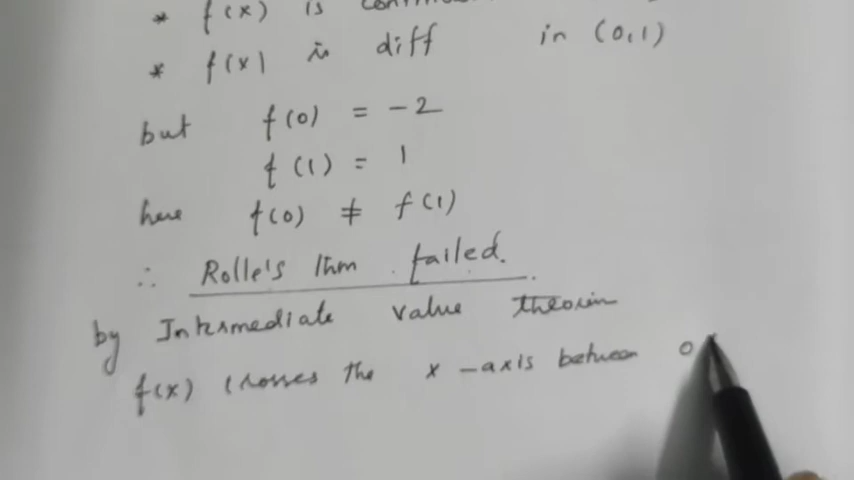 * f(x) is
* f(x) is diff in (0,1)
but f(0) = -2
f(1) = 1
here f(0) ≠ f(1)
∴ Rolle's thm failed.
by Intermediate value theorem
f(x) crosses the x-axis between 0